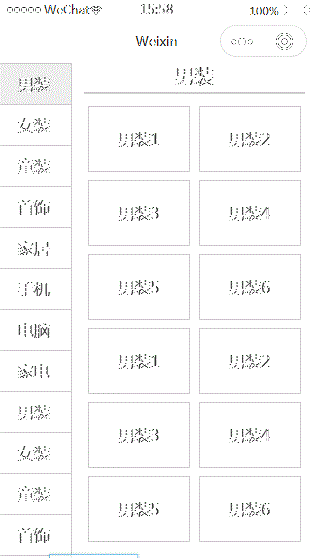 WeChat 15:58 100%
Weixin
男装
女装
童装
首饰
家居
手机
电脑
家电
男装
女装
童装
首饰
男装
男装1 男装2
男装3 男装4
男装5 男装6
男装1 男装2
男装3 男装4
男装5 男装6